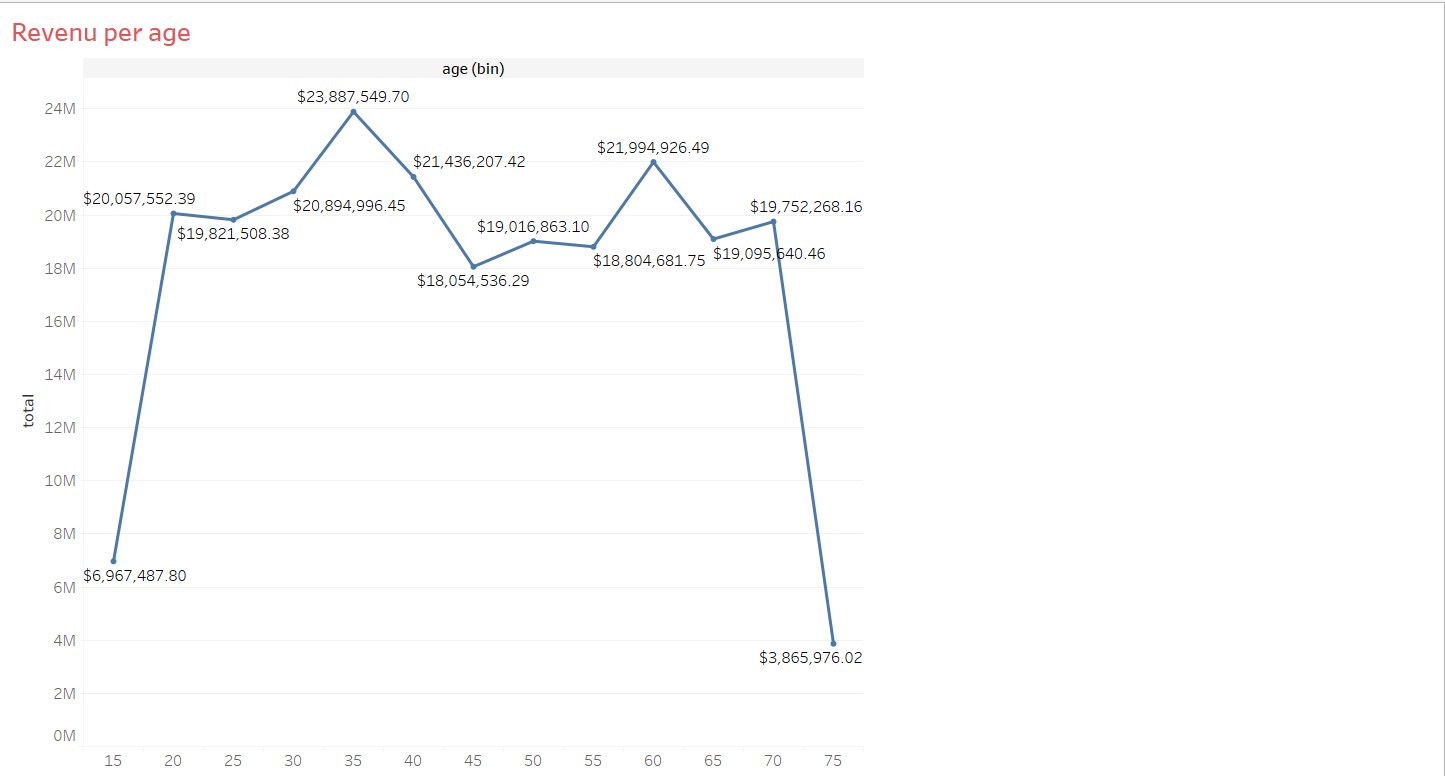 Revenu per age
age (bin)
24M
22M
20M
18M
16M
14M
12M
10M
8M
6M
4M
2M
0M
total
$6,967,487.80
$20,057,552.39
$19,821,508.38
$20,894,996.45
$23,887,549.70
$21,436,207.42
$18,054,536.29
$19,016,863.10
$18,804,681.75
$21,994,926.49
$19,095,640.46
$19,752,268.16
$3,865,976.02
15 20 25 30 35 40 45 50 55 60 65 70 75